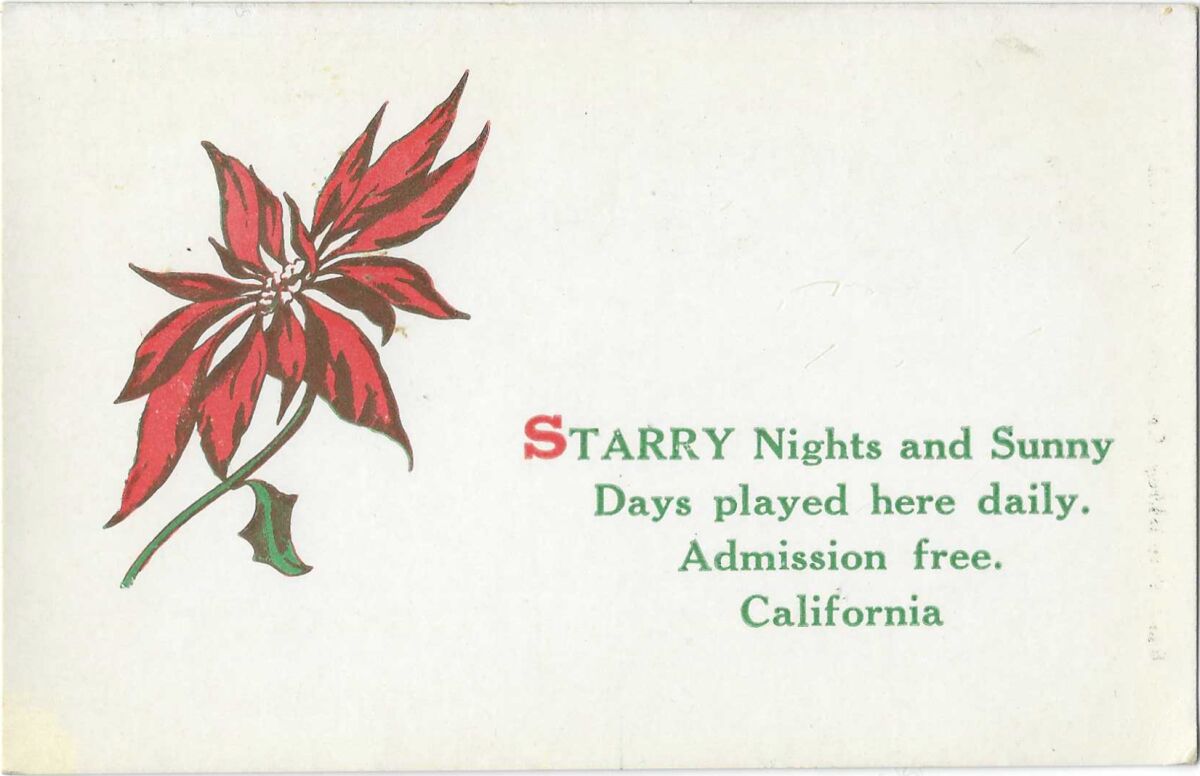 STARRY Nights and Sunny
Days played here daily.
Admission free.
California